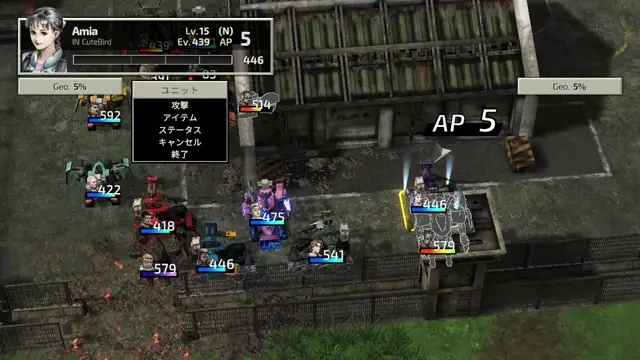 Amia
Lv.15 (N)
IN CuteBird
Ev.439 AP 5
446
Geo. 5%
Geo. 5%
ユニット
攻撃
アイテム
ステータス
キャンセル
終了
514
592
AP 5
422
446
475
418
579
541
446
579